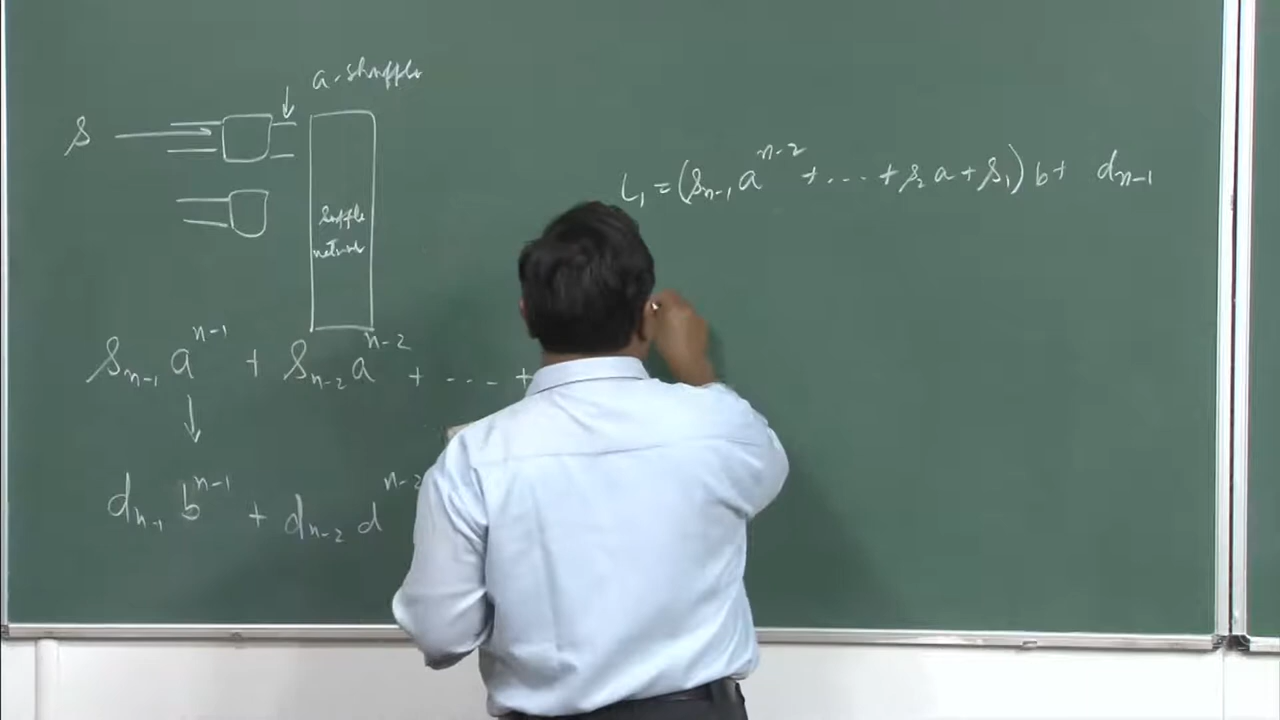 a-shuffle
S
Suffle
network
L₁ = (Sₙ₋₁ aⁿ⁻² + ... + S₂ a + S₁) b + dₙ₋₁
Sₙ₋₁ aⁿ⁻¹ + Sₙ₋₂ aⁿ⁻² + ... +
dₙ₋₁ bⁿ⁻¹ + dₙ₋₂ dⁿ⁻²